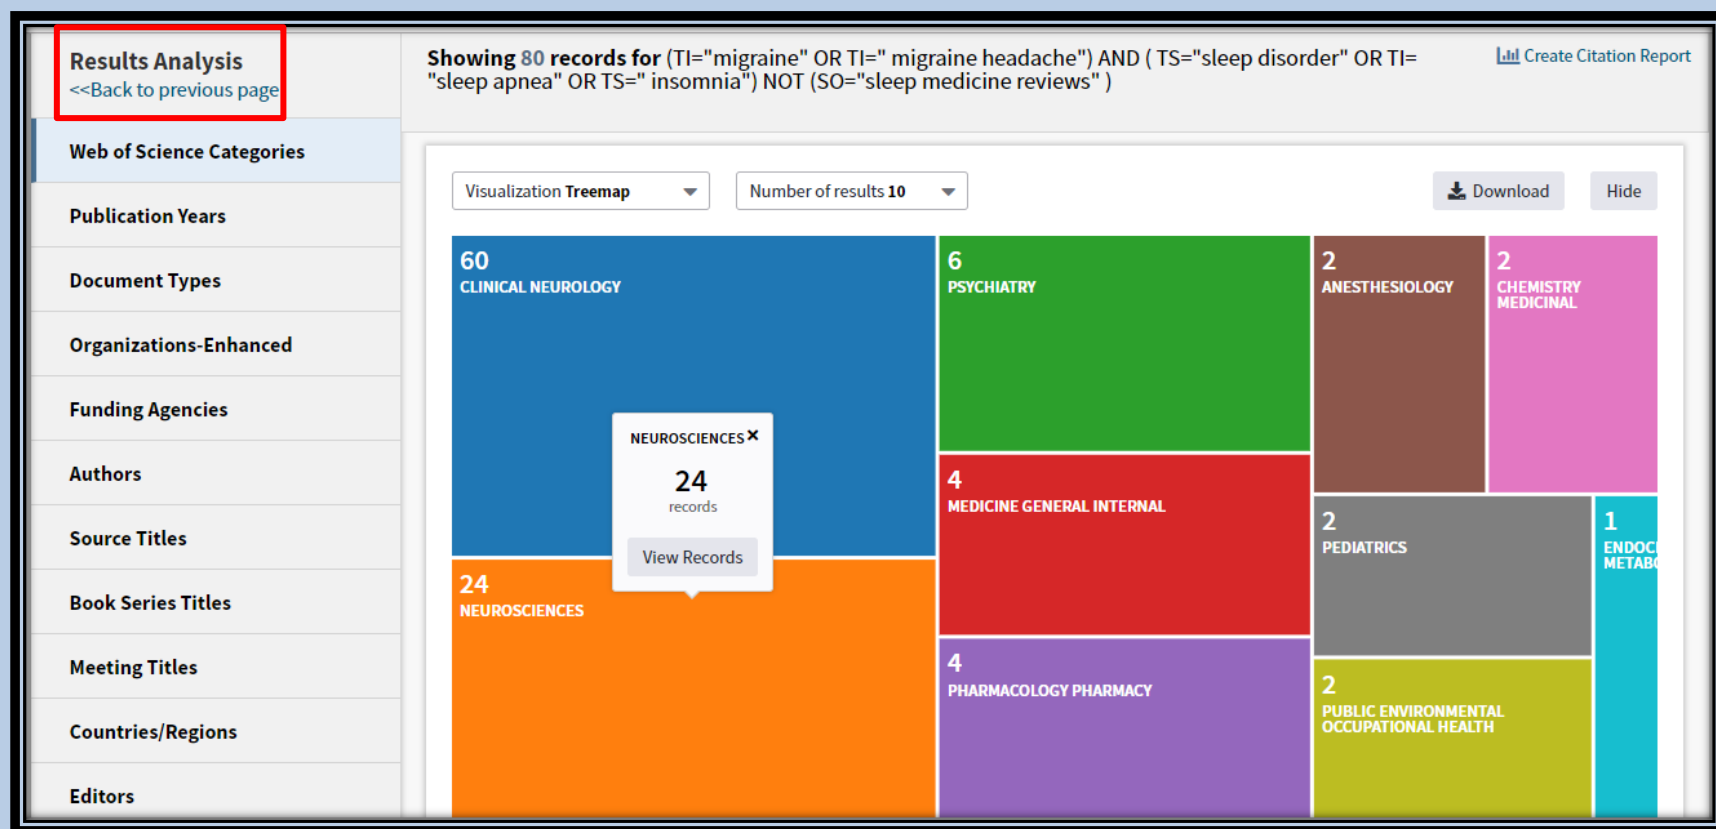 Results Analysis
<<Back to previous page
Showing 80 records for (TI="migraine" OR TI=" migraine headache") AND ( TS="sleep disorder" OR TI=
"sleep apnea" OR TS=" insomnia") NOT (SO="sleep medicine reviews" )
Create Citation Report
Web of Science Categories
Publication Years
Document Types
Organizations-Enhanced
Funding Agencies
Authors
Source Titles
Book Series Titles
Meeting Titles
Countries/Regions
Editors
Visualization Treemap
Number of results 10
Download
Hide
60
CLINICAL NEUROLOGY
NEUROSCIENCES ×
24
records
View Records
24
NEUROSCIENCES
6
PSYCHIATRY
4
MEDICINE GENERAL INTERNAL
4
PHARMACOLOGY PHARMACY
2
ANESTHESIOLOGY
2
CHEMISTRY
MEDICINAL
2
PEDIATRICS
1
2
PUBLIC ENVIRONMENTAL
OCCUPATIONAL HEALTH